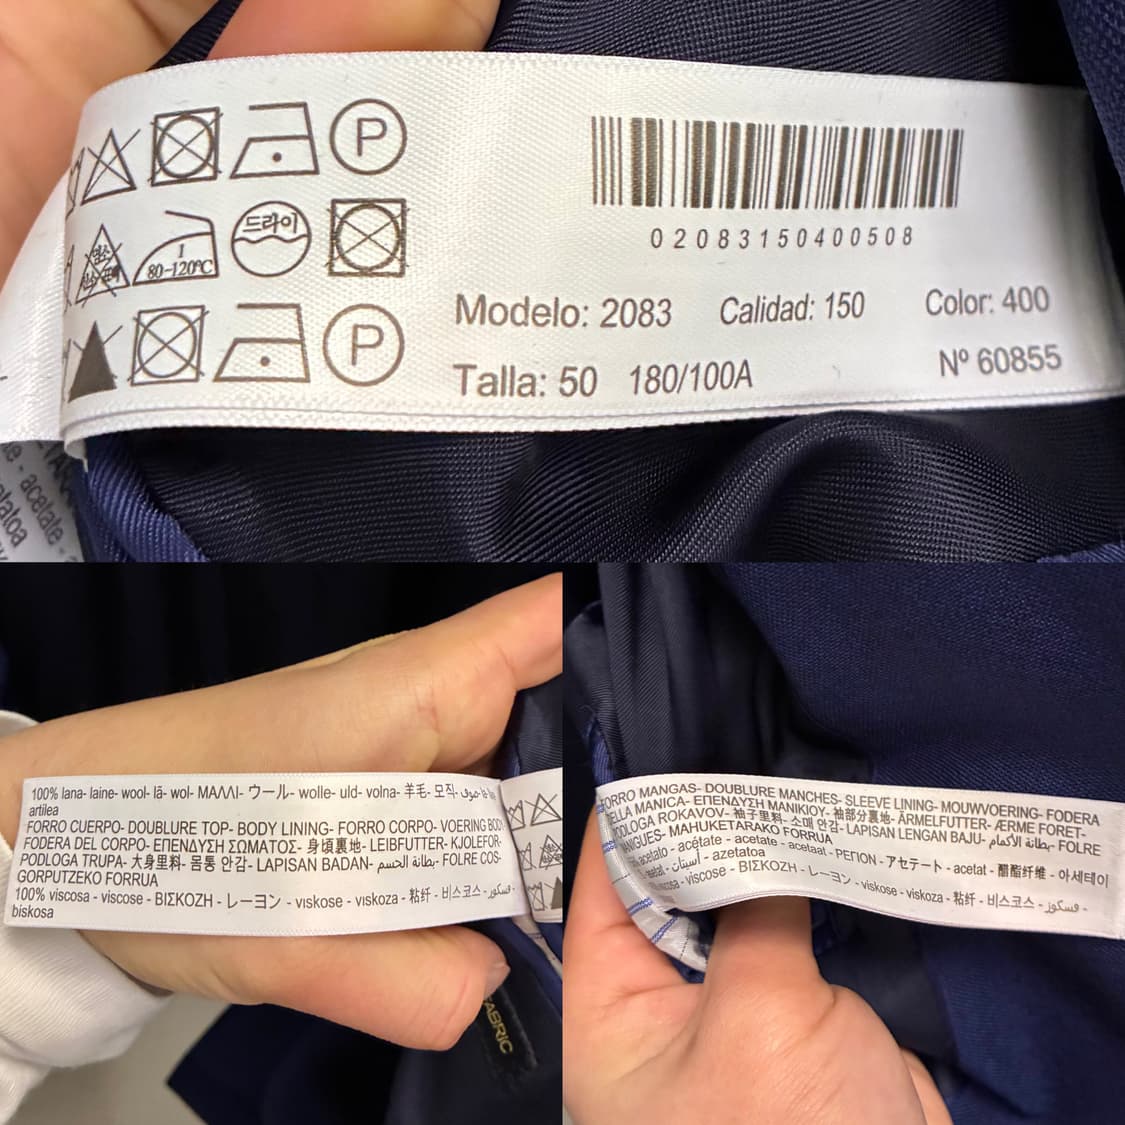 P
드라이
80-120°C
P
02083150400508
Modelo: 2083 Calidad: 150 Color: 400
Talla: 50 180/100A Nº 60855
- acetate -
100% lana- laine- wool- lã- wol- ΜΑΛΛΙ- ウール- wolle- uld- volna- 羊毛- 모직- صوف-
artilea
FORRO CUERPO- DOUBLURE TOP- BODY LINING- FORRO CORPO- VOERING BODY-
FODERA DEL CORPO- ΕΠΕΝΔΥΣΗ ΣΩΜΑΤΟΣ- 身頃裏地- LEIBFUTTER- KJOLEFOR-
PODLOGA TRUPA- 大身里料- 몸통 안감- LAPISAN BADAN- بطانة الجسم- FOLRE COS-
GORPUTZEKO FORRUA
100% viscosa - viscose - ΒΙΣΚΟΖΗ - レーヨン - viskose - viskoza - 粘纤 - 비스코스 - فسكوز -
biskosa
FABRIC
FORRO MANGAS- DOUBLURE MANCHES- SLEEVE LINING- MOUWVOERING- FODERA
DELLA MANICA- ΕΠΕΝΔΥΣΗ ΜΑΝΙΚΙΟΥ- 袖部分裏地- ÄRMELFUTTER- ÆRME FORET-
PODLOGA ROKAVOV- 袖子里料- 소매 안감- LAPISAN LENGAN BAJU- بطانة الأكمام- FOLRE
MANIGUES- MAHUKETARAKO FORRUA
acetato - acétate - acetate - acetaat - ΡΕΓΙΟΝ - アセテート - acetat - 醋酯纤维 - 아세테이
- asetat - أسيتات - azetatoa
viscosa - viscose - ΒΙΣΚΟΖΗ - レーヨン - viskose - viskoza - 粘纤 - 비스코스 - فسكوز -